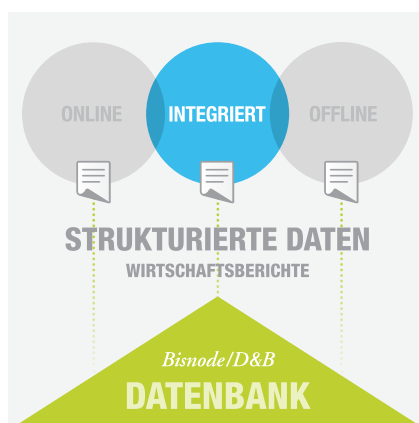 ONLINE INTEGRIERT OFFLINE
STRUKTURIERTE DATEN
WIRTSCHAFTSBERICHTE
Bisnode/D&B
DATENBANK